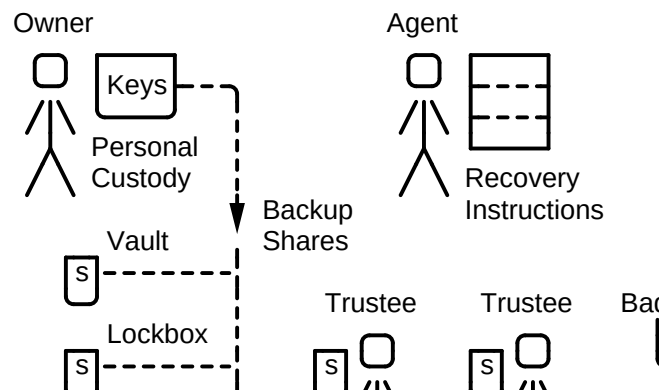 Owner
Agent
Keys
Personal
Custody
Recovery
Instructions
Backup
Shares
Vault
s
Trustee
Trustee
Lockbox
s
s
s